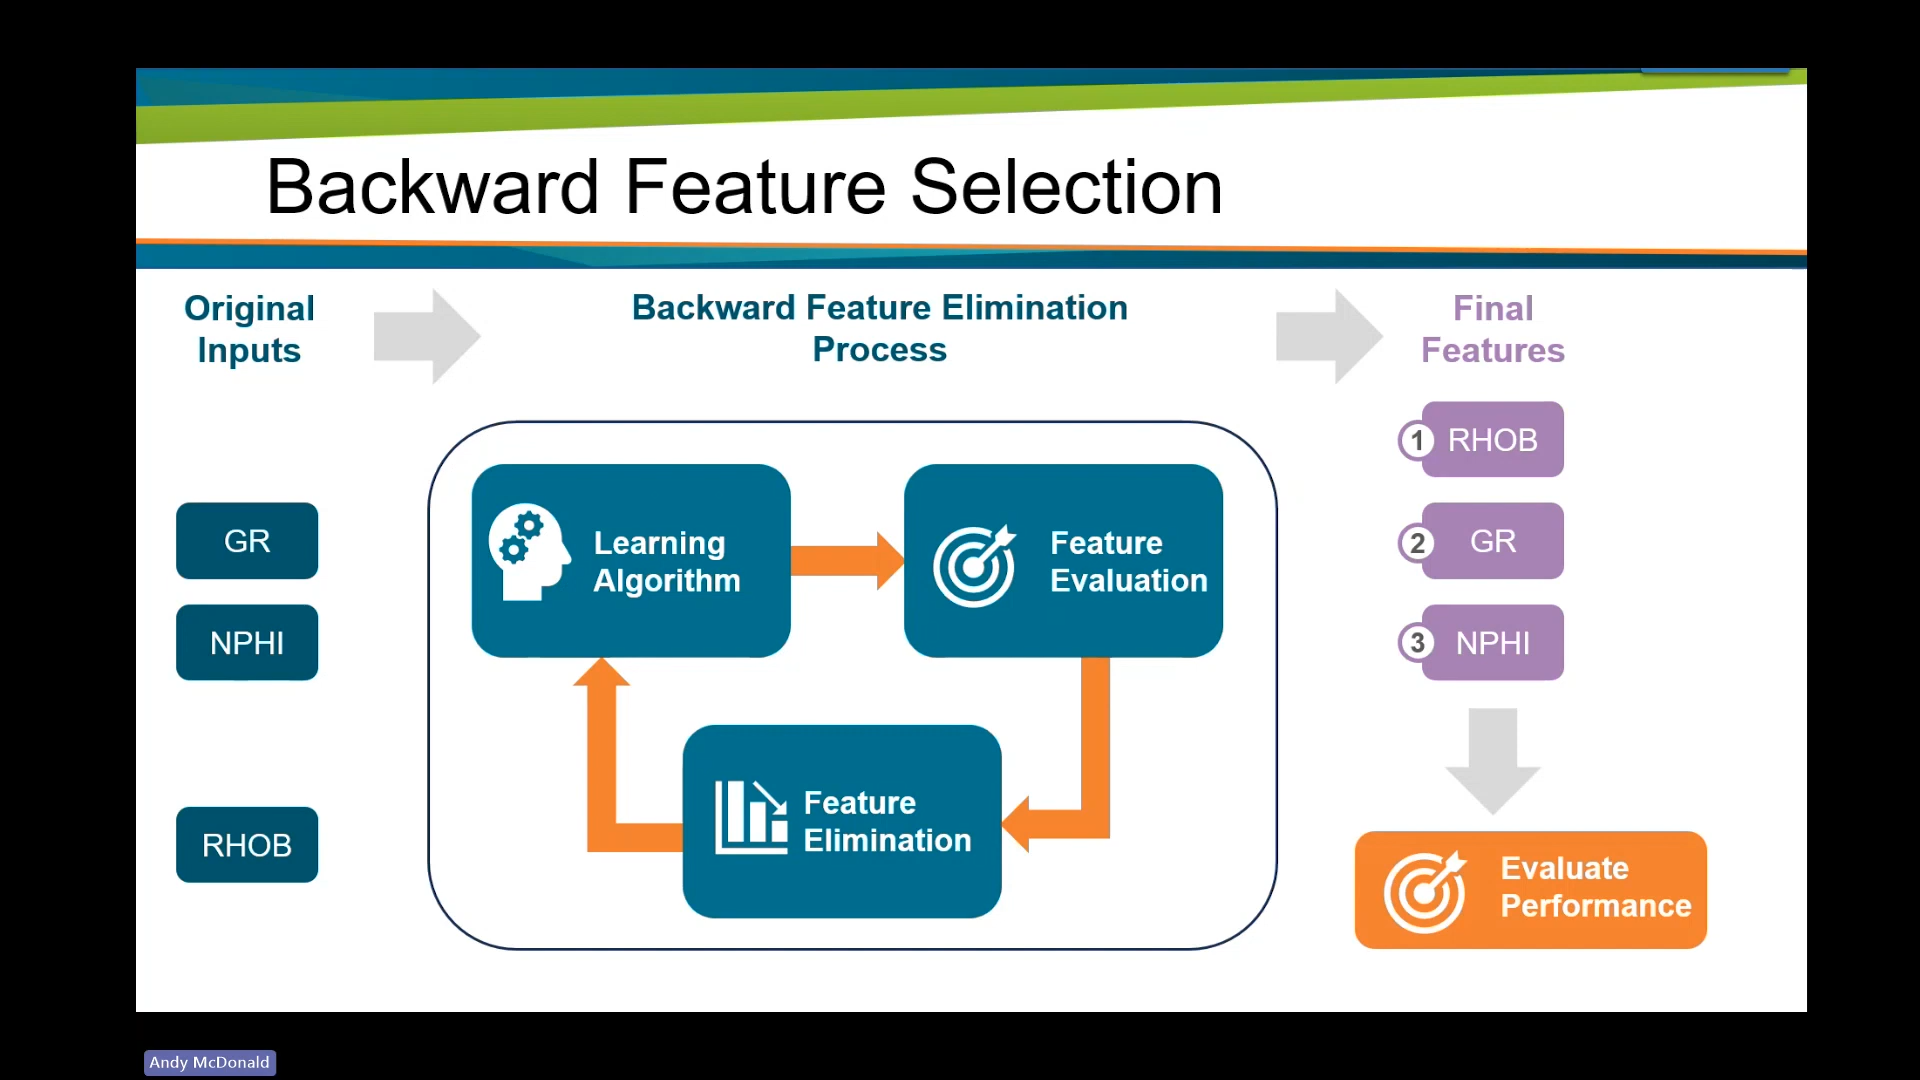 Backward Feature Selection
Original
Inputs
Backward Feature Elimination
Process
Final
Features
GR
NPHI
RHOB
Learning
Algorithm
Feature
Evaluation
Feature
Elimination
1 RHOB
2 GR
3 NPHI
Evaluate
Performance
Andy McDonald